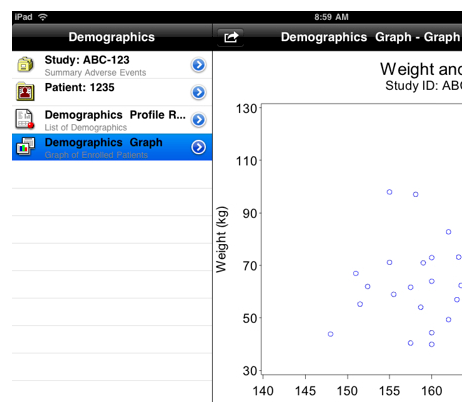 iPad
8:59 AM
Demographics
Demographics Graph - Graph
Study: ABC-123
Summary Adverse Events
Patient: 1235
Demographics Profile R...
List of Demographics
Demographics Graph
Graph of Enrolled Patients
Weight and
Study ID: ABC
Weight (kg)
130
110
90
70
50
30
140 145 150 155 160